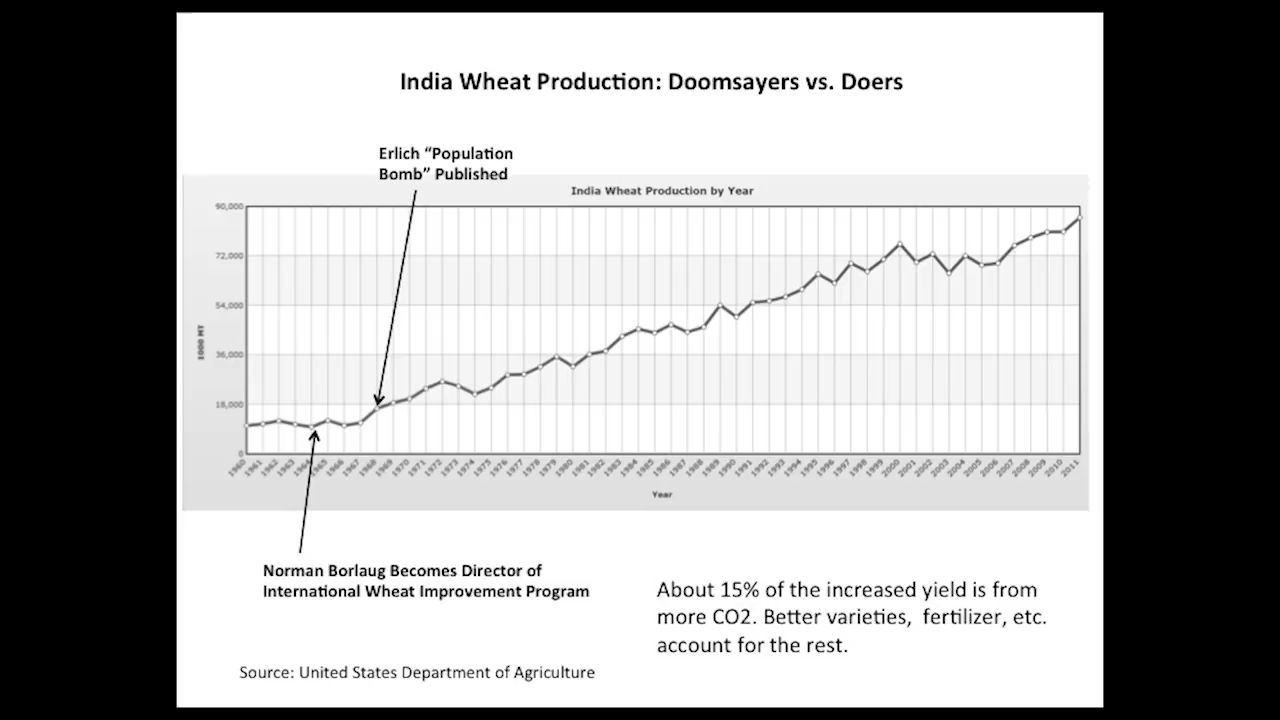 India Wheat Production: Doomsayers vs. Doers
Erlich “Population
Bomb” Published
India Wheat Production by Year
90,000
72,000
54,000
36,000
18,000
0
1000 MT
1960 1961 1962 1963 1964 1965 1966 1967 1968 1969 1970 1971 1972 1973 1974 1975 1976 1977 1978 1979 1980 1981 1982 1983 1984 1985 1986 1987 1988 1989 1990 1991 1992 1993 1994 1995 1996 1997 1998 1999 2000 2001 2002 2003 2004 2005 2006 2007 2008 2009 2010 2011
Year
Norman Borlaug Becomes Director of
International Wheat Improvement Program
About 15% of the increased yield is from
more CO2. Better varieties, fertilizer, etc.
account for the rest.
Source: United States Department of Agriculture